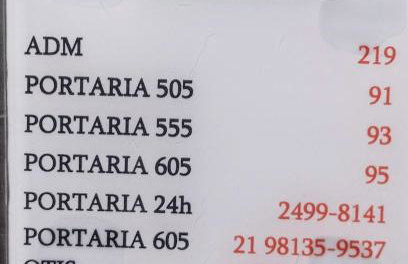 ADM 219
PORTARIA 505 91
PORTARIA 555 93
PORTARIA 605 95
PORTARIA 24h 2499-8141
PORTARIA 605 21 98135-9537